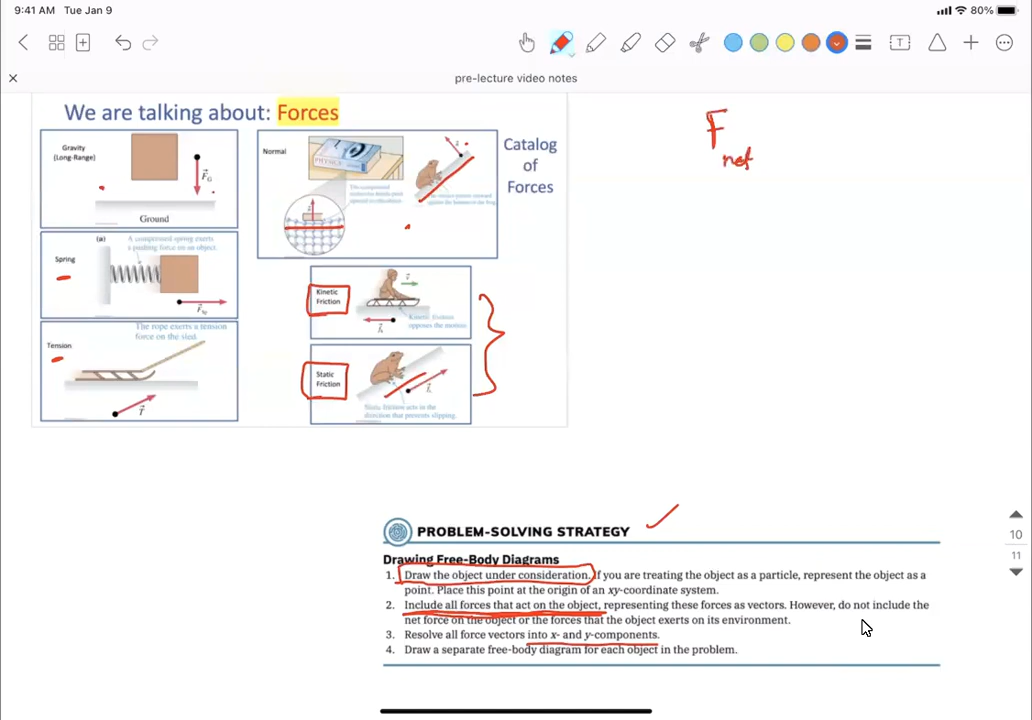 9:41 AM Tue Jan 9
80%
pre-lecture video notes
We are talking about: Forces
Gravity
(Long-Range)
F_G
Ground
Normal
PHYSICS
Catalog
of
Forces
(a)
A compressed spring exerts
a pushing force on an object.
Spring
Tension
The rope exerts a tension
force on the sled.
T
Kinetic
Friction
Kinetic friction
opposes the motion.
Static
Friction
Static friction acts in the
direction that prevents slipping.
F
net
PROBLEM-SOLVING STRATEGY
Drawing Free-Body Diagrams
1. Draw the object under consideration. If you are treating the object as a particle, represent the object as a
point. Place this point at the origin of an xy-coordinate system.
2. Include all forces that act on the object, representing these forces as vectors. However, do not include the
net force on the object or the forces that the object exerts on its environment.
3. Resolve all force vectors into x- and y-components.
4. Draw a separate free-body diagram for each object in the problem.
10
11